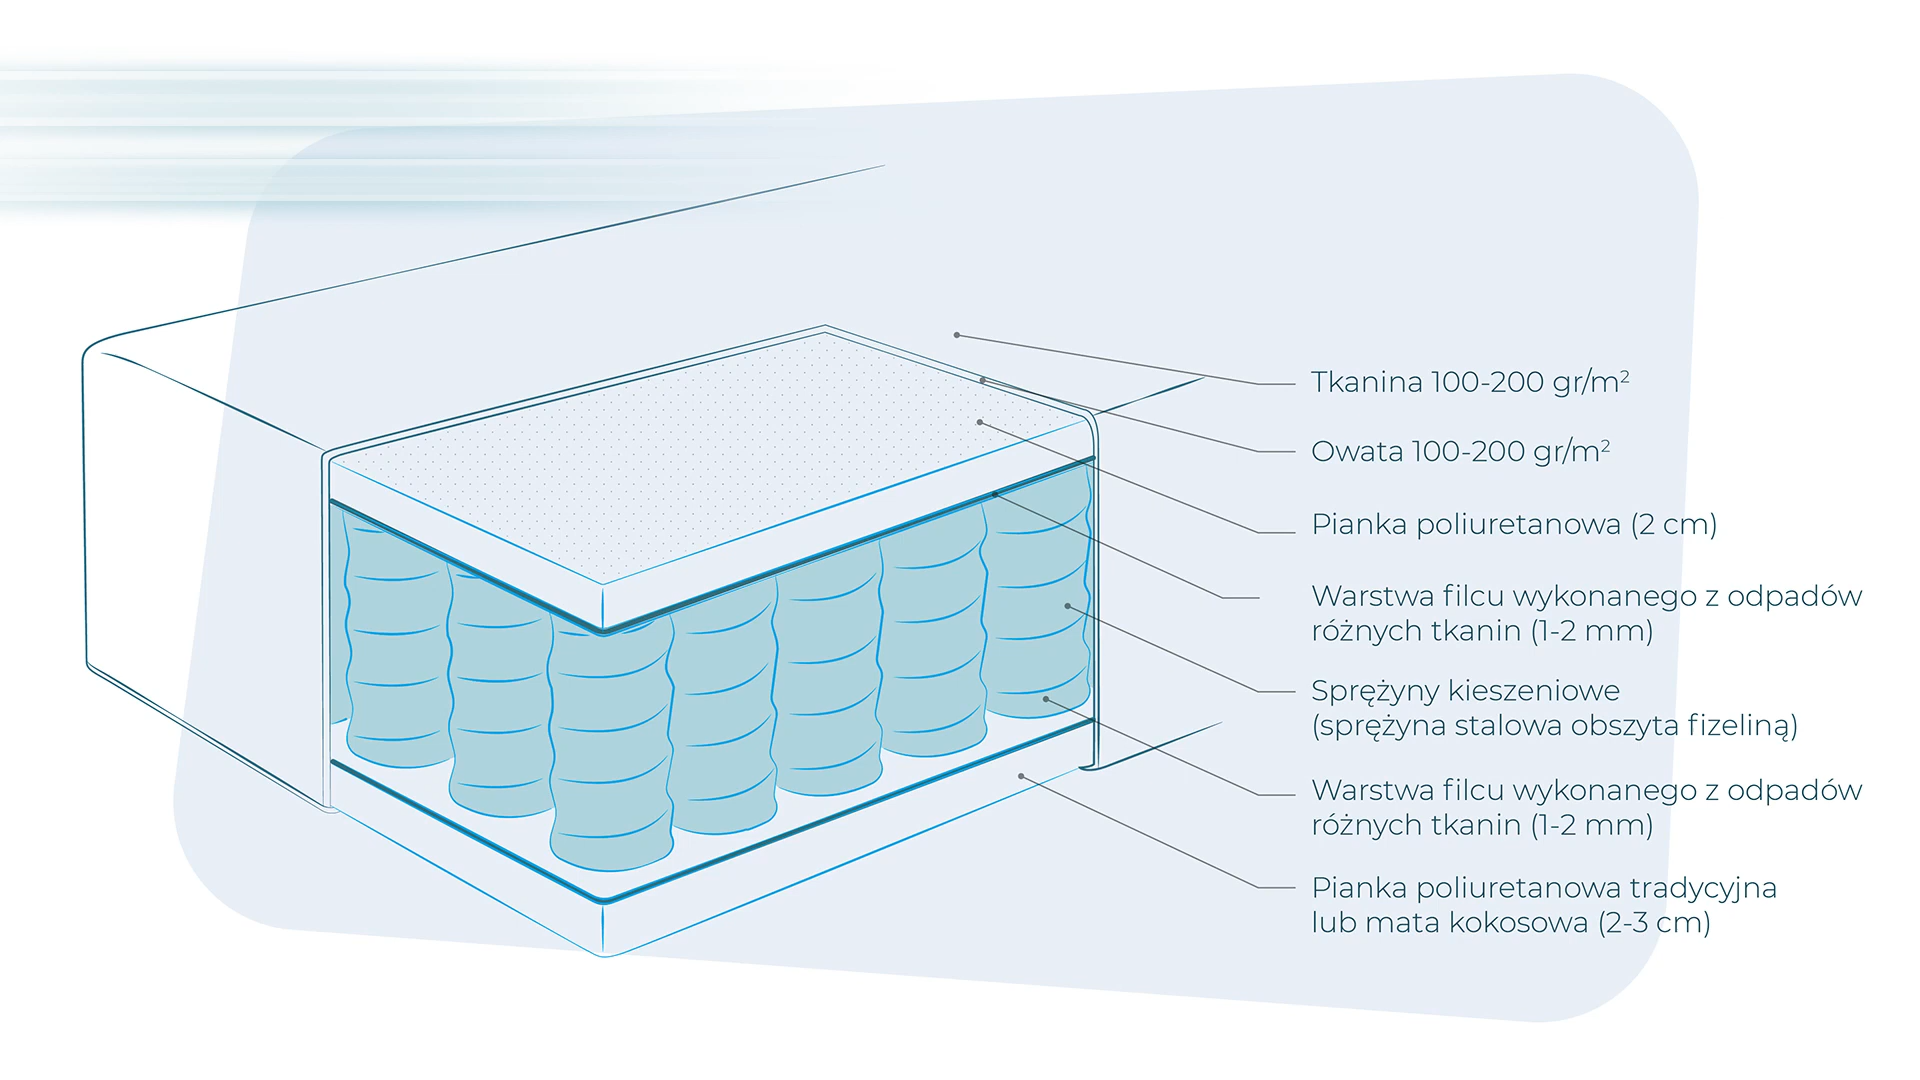 Tkanina 100-200 gr/m²
Owata 100-200 gr/m²
Pianka poliuretanowa (2 cm)
Warstwa filcu wykonanego z odpadów
różnych tkanin (1-2 mm)
Sprężyny kieszeniowe
(sprężyna stalowa obszyta fizeliną)
Warstwa filcu wykonanego z odpadów
różnych tkanin (1-2 mm)
Pianka poliuretanowa tradycyjna
lub mata kokosowa (2-3 cm)